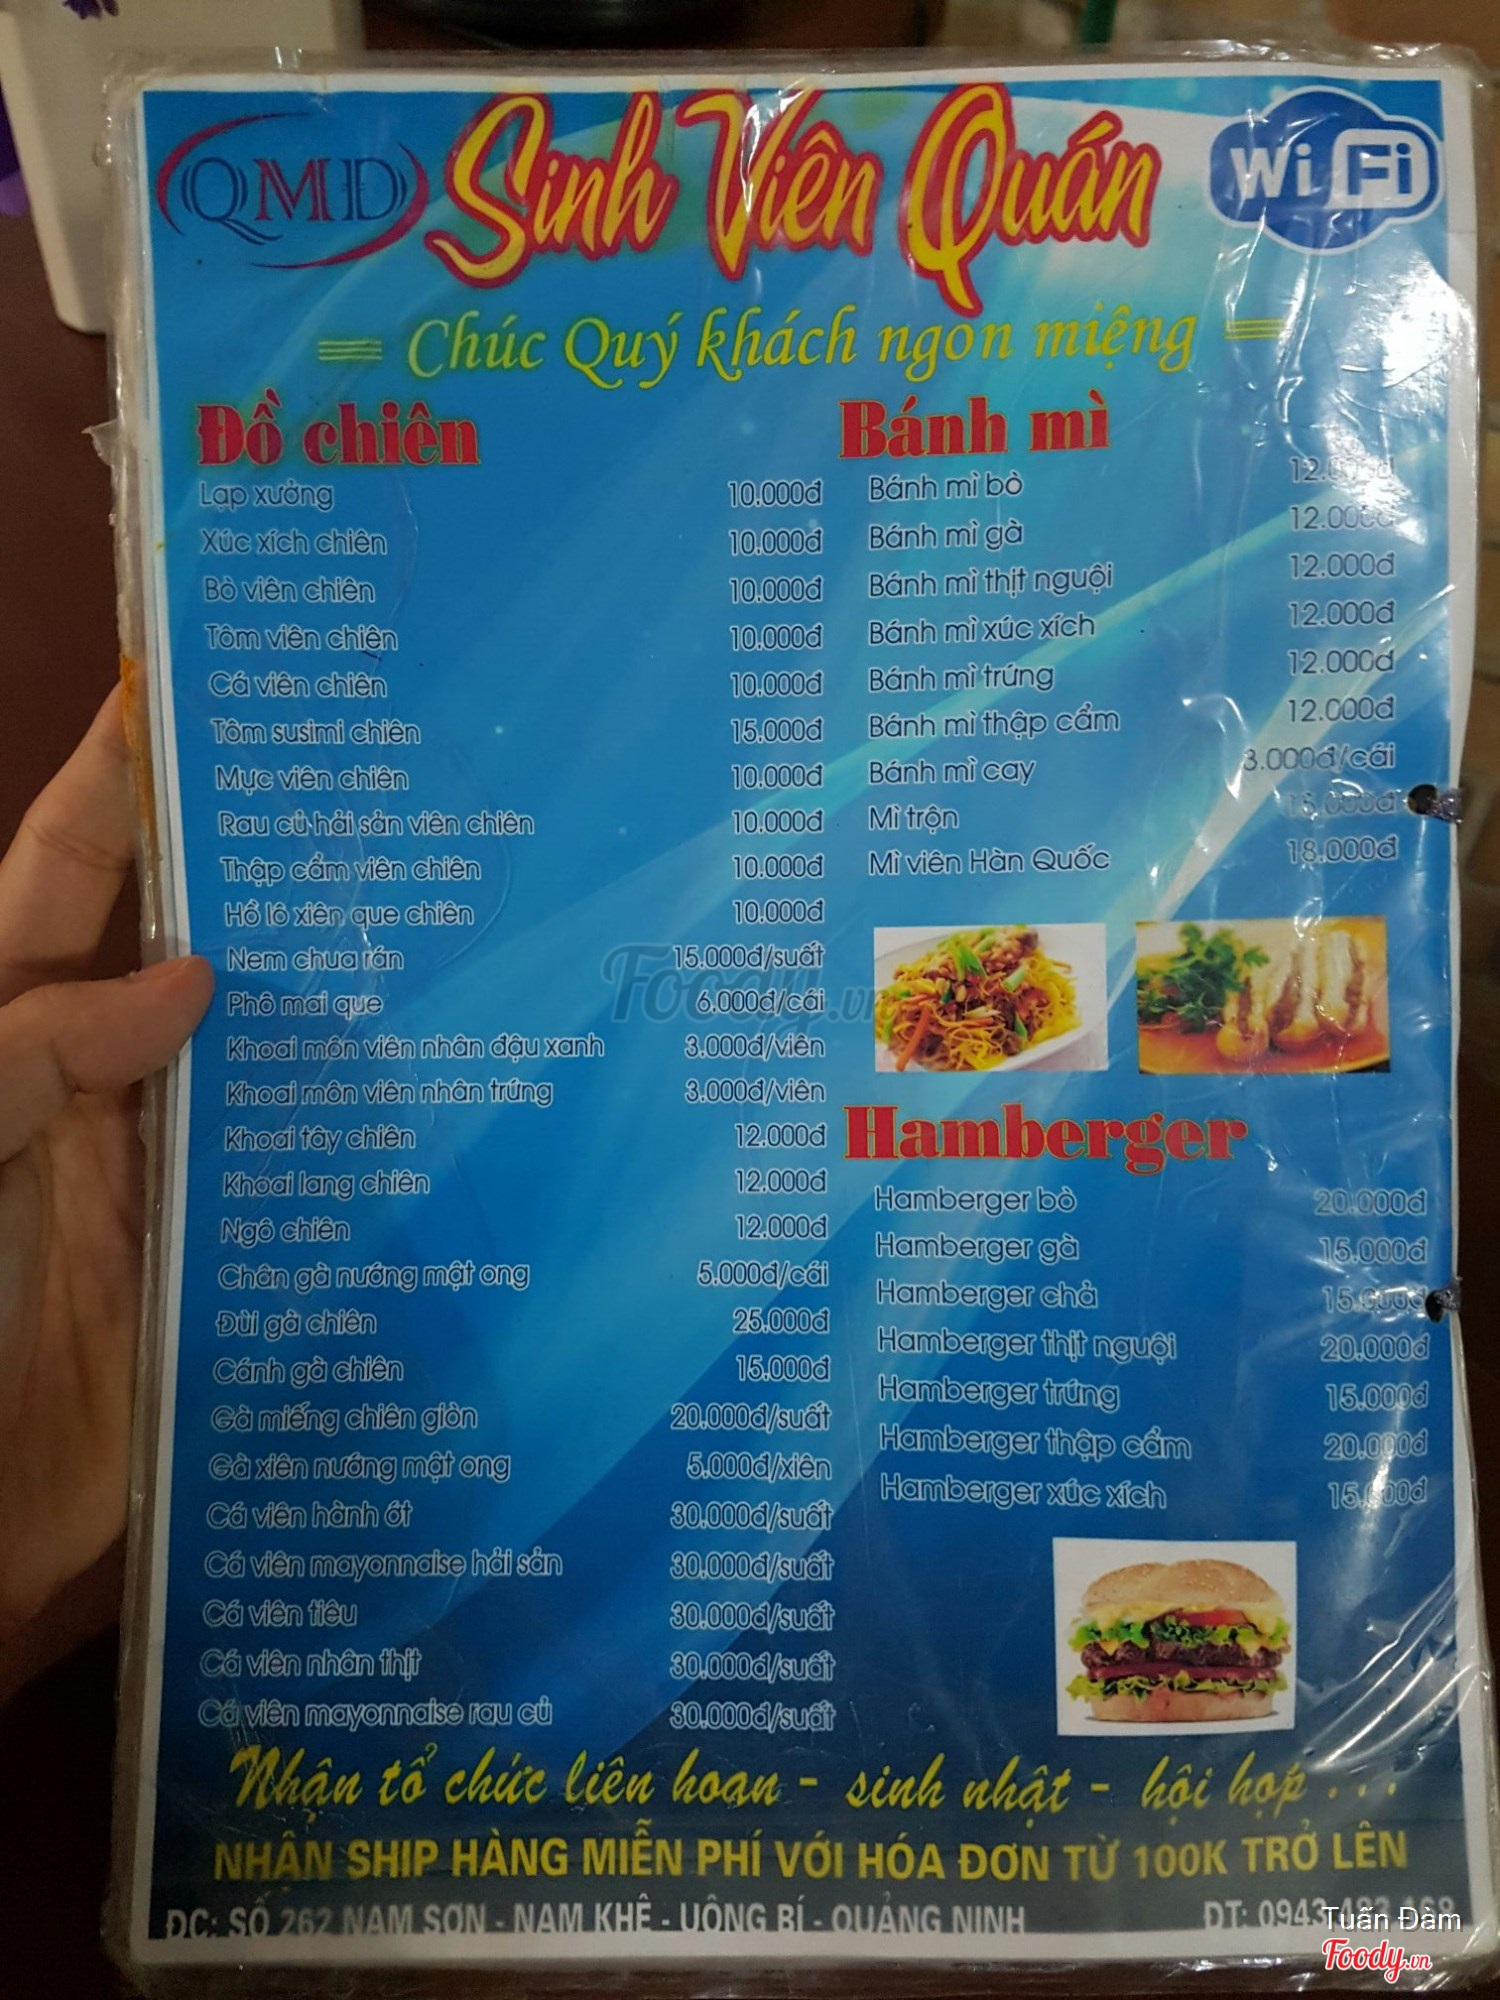 QMD Sinh Viên Quán WiFi
Chúc Quý khách ngon miệng
Đồ chiên
Lạp xưởng 10.000đ
Xúc xích chiên 10.000đ
Bò viên chiên 10.000đ
Tôm viên chiên 10.000đ
Cá viên chiên 10.000đ
Tôm susimi chiên 15.000đ
Mực viên chiên 10.000đ
Rau củ hải sản viên chiên 10.000đ
Thập cẩm viên chiên 10.000đ
Hồ lô xiên que chiên 10.000đ
Nem chua rán 15.000đ/suất
Phô mai que 6.000đ/cái
Khoai môn viên nhân đậu xanh 3.000đ/viên
Khoai môn viên nhân trứng 3.000đ/viên
Khoai tây chiên 12.000đ
Khoai lang chiên 12.000đ
Ngô chiên 12.000đ
Chân gà nướng mật ong 5.000đ/cái
Đùi gà chiên 25.000đ
Cánh gà chiên 15.000đ
Gà miếng chiên giòn 20.000đ/suất
Gà xiên nướng mật ong 5.000đ/xiên
Cá viên hành ớt 30.000đ/suất
Cá viên mayonnaise hải sản 30.000đ/suất
Cá viên tiêu 30.000đ/suất
Cá viên nhân thịt 30.000đ/suất
Cá viên mayonnaise rau củ 30.000đ/suất
Bánh mì
Bánh mì bò 12.000đ
Bánh mì gà 12.000đ
Bánh mì thịt nguội 12.000đ
Bánh mì xúc xích 12.000đ
Bánh mì trứng 12.000đ
Bánh mì thập cẩm 12.000đ
Bánh mì cay 3.000đ/cái
Mì trộn
Mì viên Hàn Quốc 18.000đ
Hamberger
Hamberger bò 20.000đ
Hamberger gà 15.000đ
Hamberger chả 15.000đ
Hamberger thịt nguội 20.000đ
Hamberger trứng 15.000đ
Hamberger thập cẩm 20.000đ
Hamberger xúc xích 15.000đ
Nhận tổ chức liên hoan - sinh nhật - hội họp . . .
NHẬN SHIP HÀNG MIỄN PHÍ VỚI HÓA ĐƠN TỪ 100K TRỞ LÊN
ĐC: SỐ 262 NAM SƠN - NAM KHÊ - UÔNG BÍ - QUẢNG NINH DT: 0943
Foody.vn
Tuấn Đàm
Foody.vn